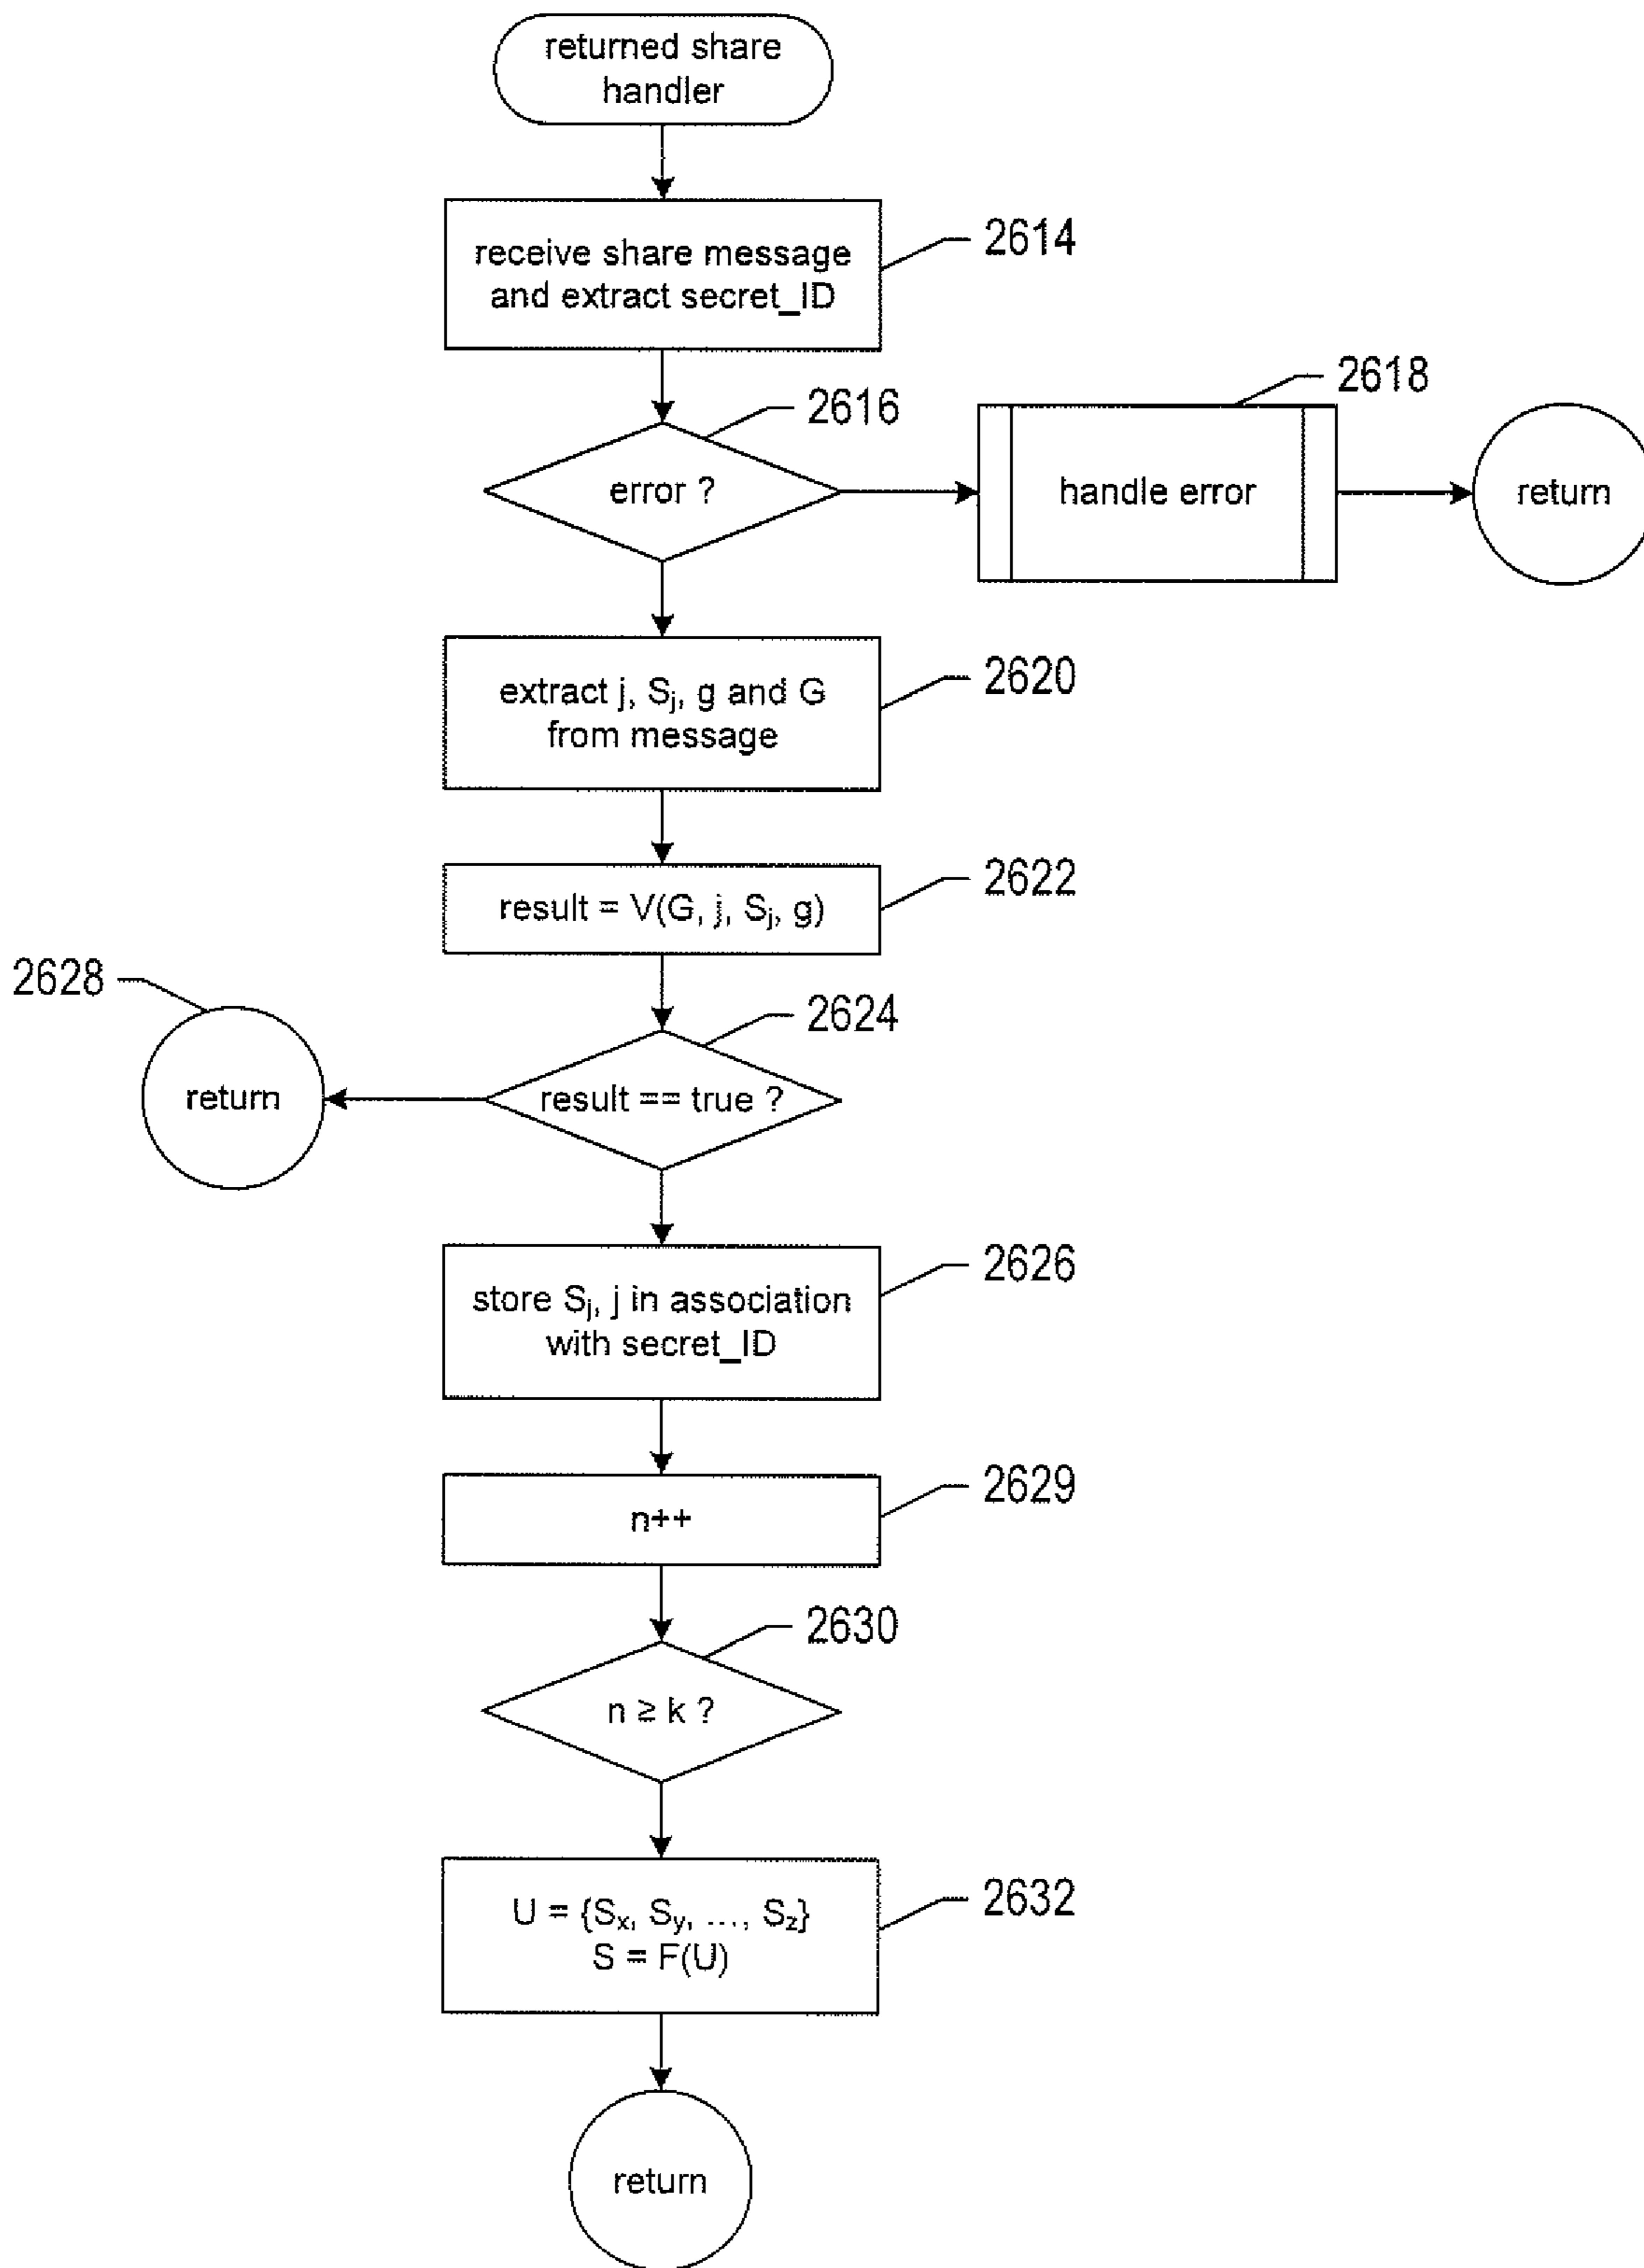 returned share
handler
2614
receive share message
and extract secret_ID
2616
2618
error ?
handle error
return
2620
extract j, Sj, g and G
from message
2622
result = V(G, j, Sj, g)
2628
2624
return
result == true ?
2626
store Sj, j in association
with secret_ID
2629
n++
2630
n ≥ k ?
2632
U = {Sx, Sy, ..., Sz}
S = F(U)
return